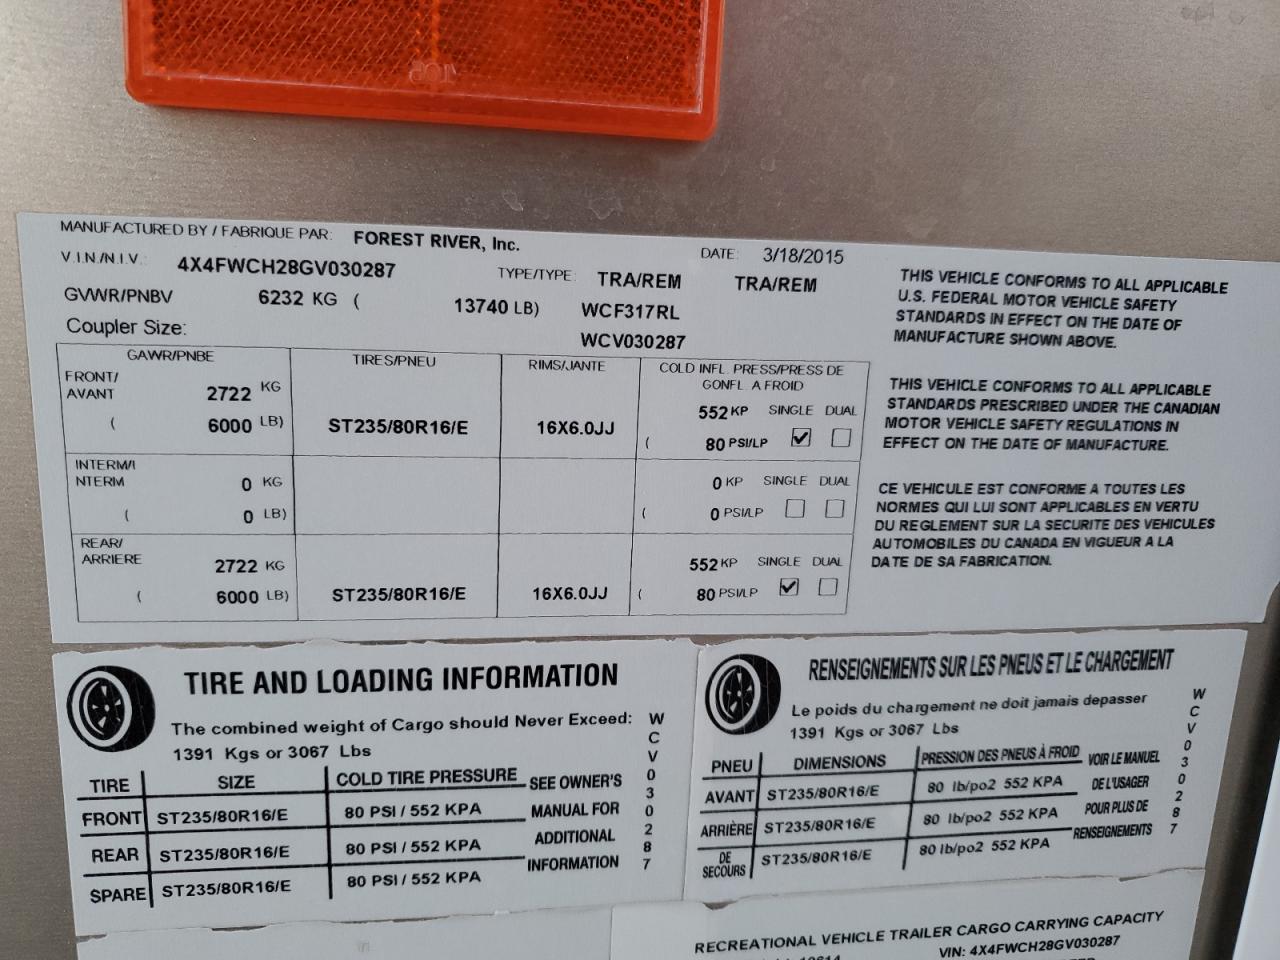 MANUFACTURED BY / FABRIQUE PAR: FOREST RIVER, Inc. DATE: 3/18/2015
V.I.N./N.I.V.: 4X4FWCH28GV030287 TYPE/TYPE: TRA/REM TRA/REM
GVWR/PNBV 6232 KG ( 13740 LB) WCF317RL
Coupler Size: WCV030287
GAWR/PNBE TIRES/PNEU RIMS/JANTE COLD INFL. PRESS/PRESS DE
GONFL. A FROID
FRONT/
AVANT 2722 KG 552 KP SINGLE DUAL
( 6000 LB) ST235/80R16/E 16X6.0JJ ( 80 PSI/LP
INTERM/I
NTERM 0 KG 0 KP SINGLE DUAL
( 0 LB) ( 0 PSI/LP
REAR/
ARRIERE 2722 KG 552 KP SINGLE DUAL
( 6000 LB) ST235/80R16/E 16X6.0JJ ( 80 PSI/LP
THIS VEHICLE CONFORMS TO ALL APPLICABLE
U.S. FEDERAL MOTOR VEHICLE SAFETY
STANDARDS IN EFFECT ON THE DATE OF
MANUFACTURE SHOWN ABOVE.
THIS VEHICLE CONFORMS TO ALL APPLICABLE
STANDARDS PRESCRIBED UNDER THE CANADIAN
MOTOR VEHICLE SAFETY REGULATIONS IN
EFFECT ON THE DATE OF MANUFACTURE.
CE VEHICULE EST CONFORME A TOUTES LES
NORMES QUI LUI SONT APPLICABLES EN VERTU
DU REGLEMENT SUR LA SECURITE DES VEHICULES
AUTOMOBILES DU CANADA EN VIGUEUR A LA
DATE DE SA FABRICATION.
TIRE AND LOADING INFORMATION
The combined weight of Cargo should Never Exceed:
1391 Kgs or 3067 Lbs
TIRE SIZE COLD TIRE PRESSURE SEE OWNER'S
FRONT ST235/80R16/E 80 PSI / 552 KPA MANUAL FOR
REAR ST235/80R16/E 80 PSI / 552 KPA ADDITIONAL
SPARE ST235/80R16/E 80 PSI / 552 KPA INFORMATION
WCV030287
RENSEIGNEMENTS SUR LES PNEUS ET LE CHARGEMENT
Le poids du chargement ne doit jamais depasser
1391 Kgs or 3067 Lbs
PNEU DIMENSIONS PRESSION DES PNEUS À FROID VOIR LE MANUEL
AVANT ST235/80R16/E 80 lb/po2 552 KPA DE L'USAGER
ARRIÈRE ST235/80R16/E 80 lb/po2 552 KPA POUR PLUS DE
DE
SECOURS ST235/80R16/E 80 lb/po2 552 KPA RENSEIGNEMENTS
WCV030287
RECREATIONAL VEHICLE TRAILER CARGO CARRYING CAPACITY
VIN: 4X4FWCH28GV030287